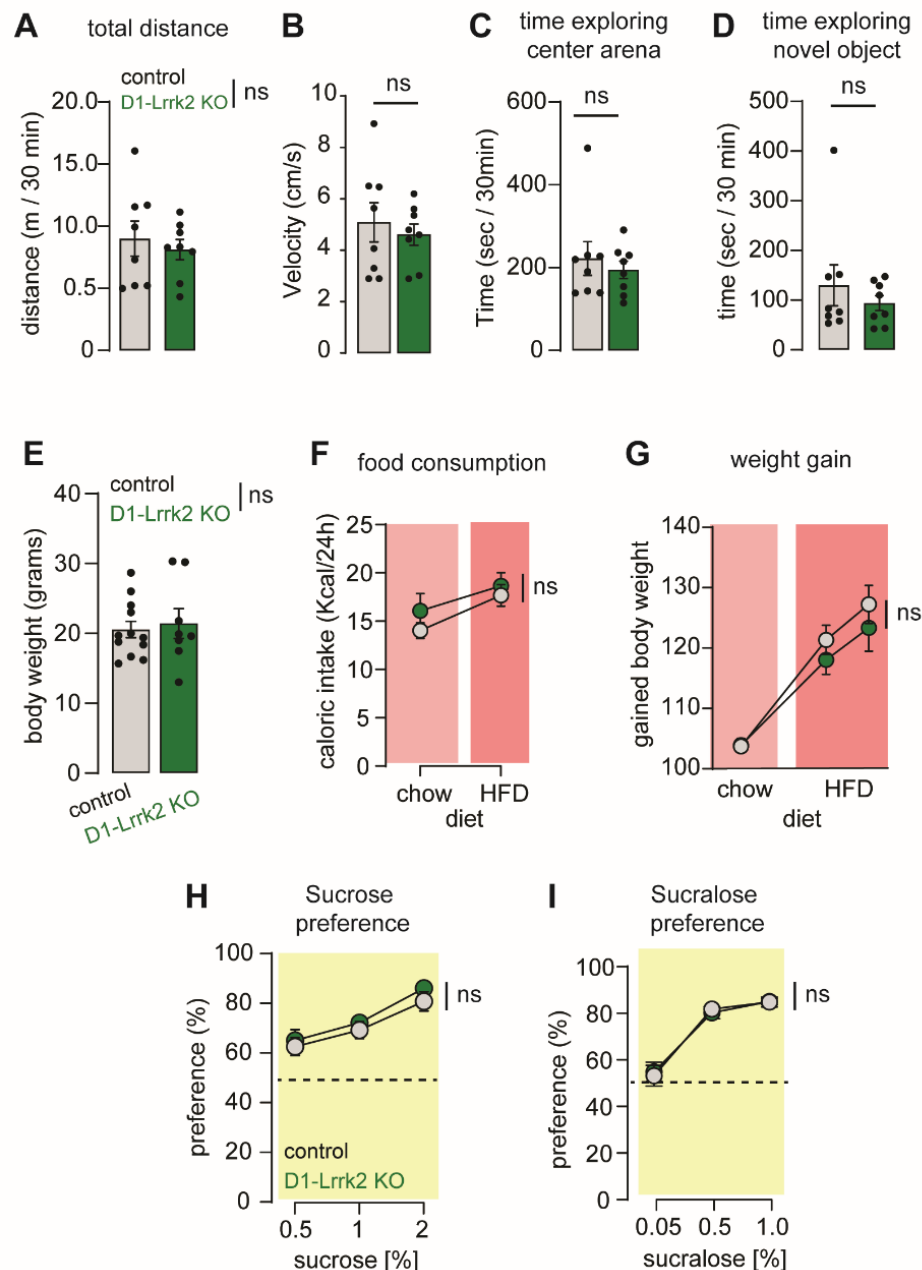 A
total distance
control
D1-Lrrk2 KO
ns
20.0
15.0
10.0
0.5
0
distance (m / 30 min)
B
ns
10
8
6
4
2
0
Velocity (cm/s)
C
time exploring
center arena
ns
600
400
200
0
Time (sec / 30min)
D
time exploring
novel object
ns
500
400
300
200
100
0
time (sec / 30 min)
E
control
D1-Lrrk2 KO
ns
40
30
20
10
0
body weight (grams)
control
D1-Lrrk2 KO
F
food consumption
25
20
15
10
5
0
caloric intake (Kcal/24h)
ns
chow
HFD
diet
G
weight gain
140
130
120
110
100
gained body weight
ns
chow
HFD
diet
H
Sucrose
preference
100
80
60
40
20
0
preference (%)
ns
control
D1-Lrrk2 KO
0.5
1
2
sucrose [%]
I
Sucralose
preference
100
80
60
40
20
0
preference (%)
ns
0.05
0.5
1.0
sucralose [%]